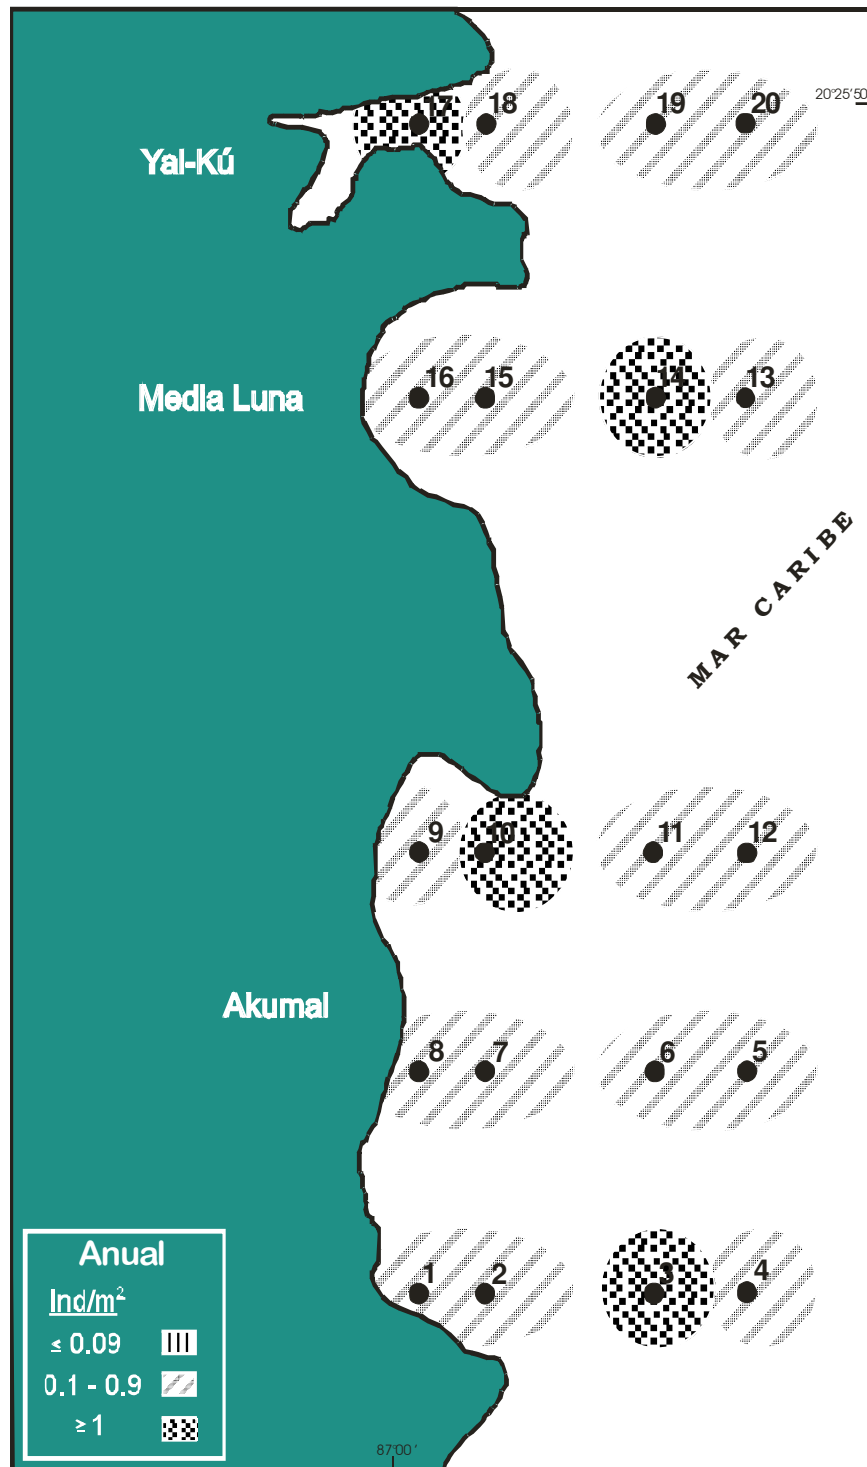 17 18 19 20
20°25'50
Yal-Kú
16 15 14 13
Media Luna
MAR CARIBE
9 10 11 12
Akumal
8 7 6 5
1 2 3 4
Anual
Ind/m²
≤ 0.09
0.1 - 0.9
≥ 1
87°00'